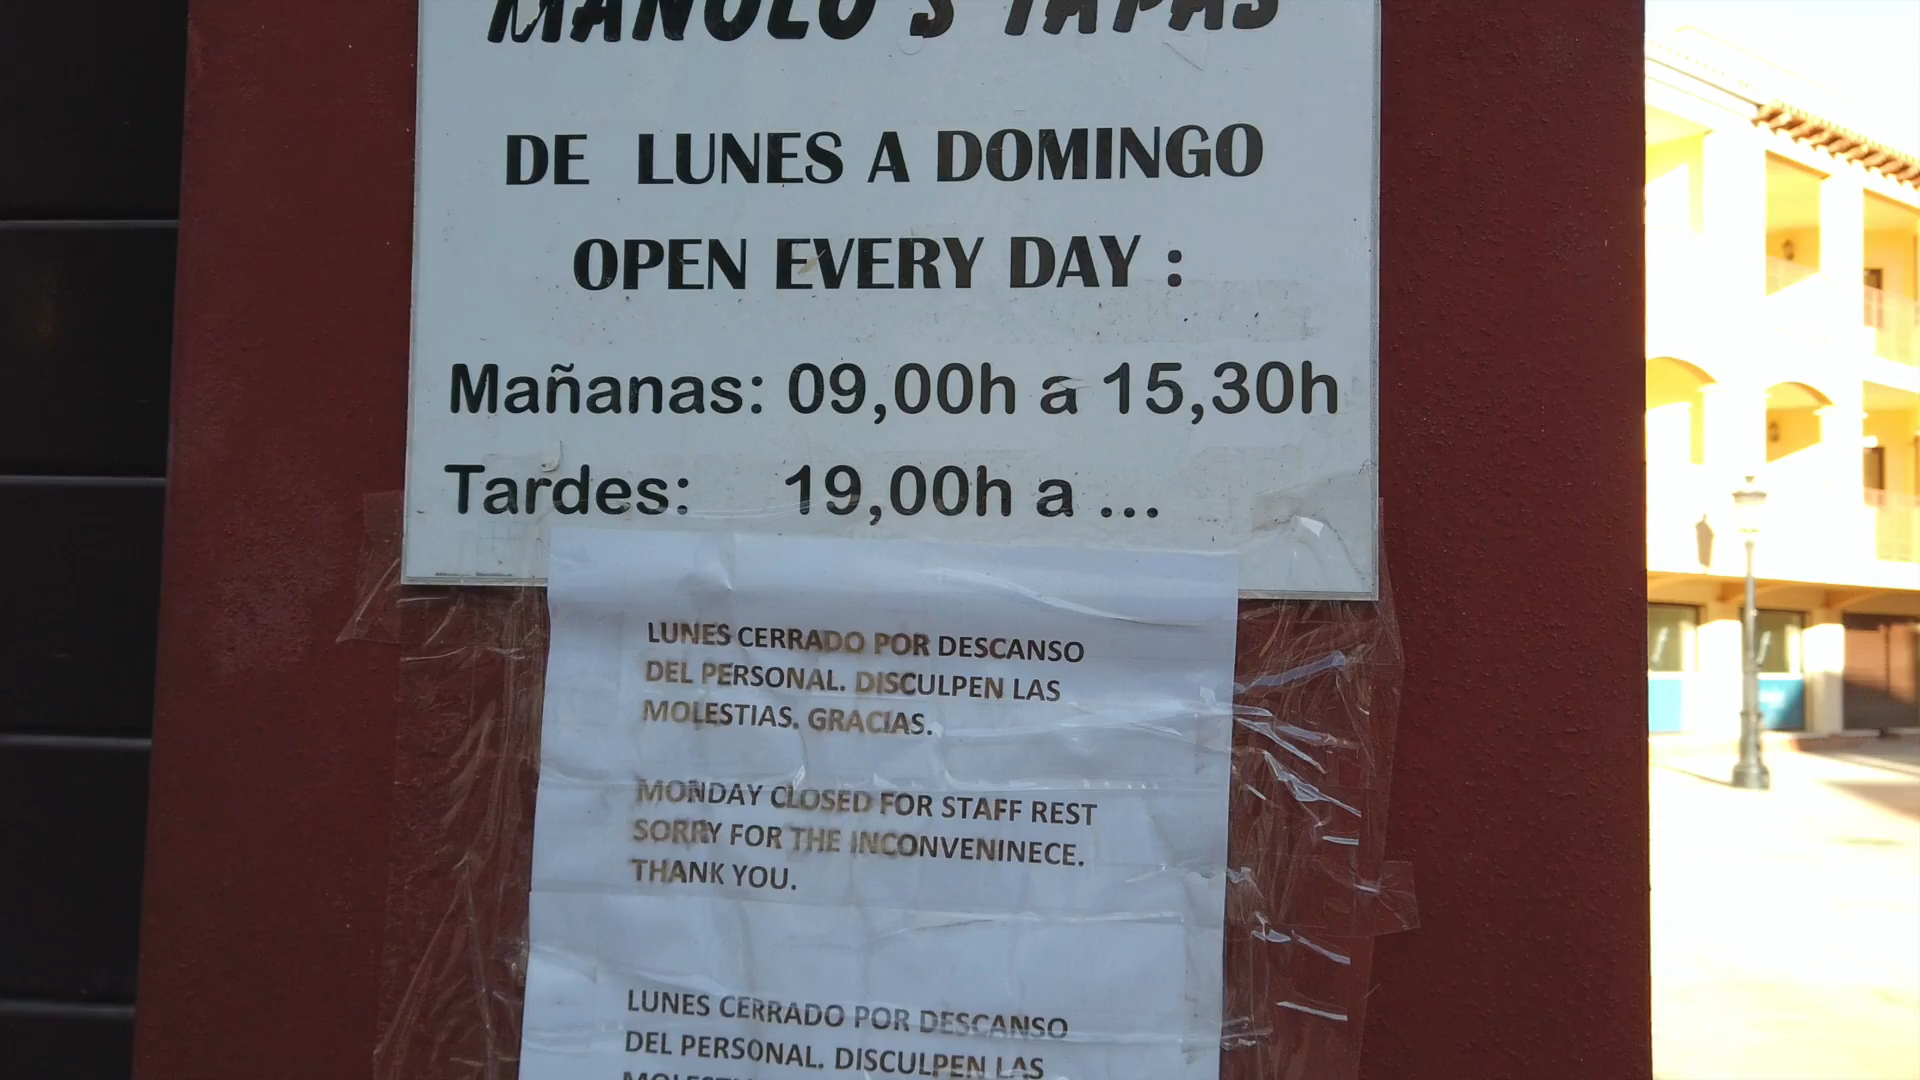 MANOLO'S TAPAS
DE LUNES A DOMINGO
OPEN EVERY DAY :
Mañanas: 09,00h a 15,30h
Tardes: 19,00h a ...
LUNES CERRADO POR DESCANSO
DEL PERSONAL. DISCULPEN LAS
MOLESTIAS. GRACIAS.
MONDAY CLOSED FOR STAFF REST
SORRY FOR THE INCONVENINECE.
THANK YOU.
LUNES CERRADO POR DESCANSO
DEL PERSONAL. DISCULPEN LAS